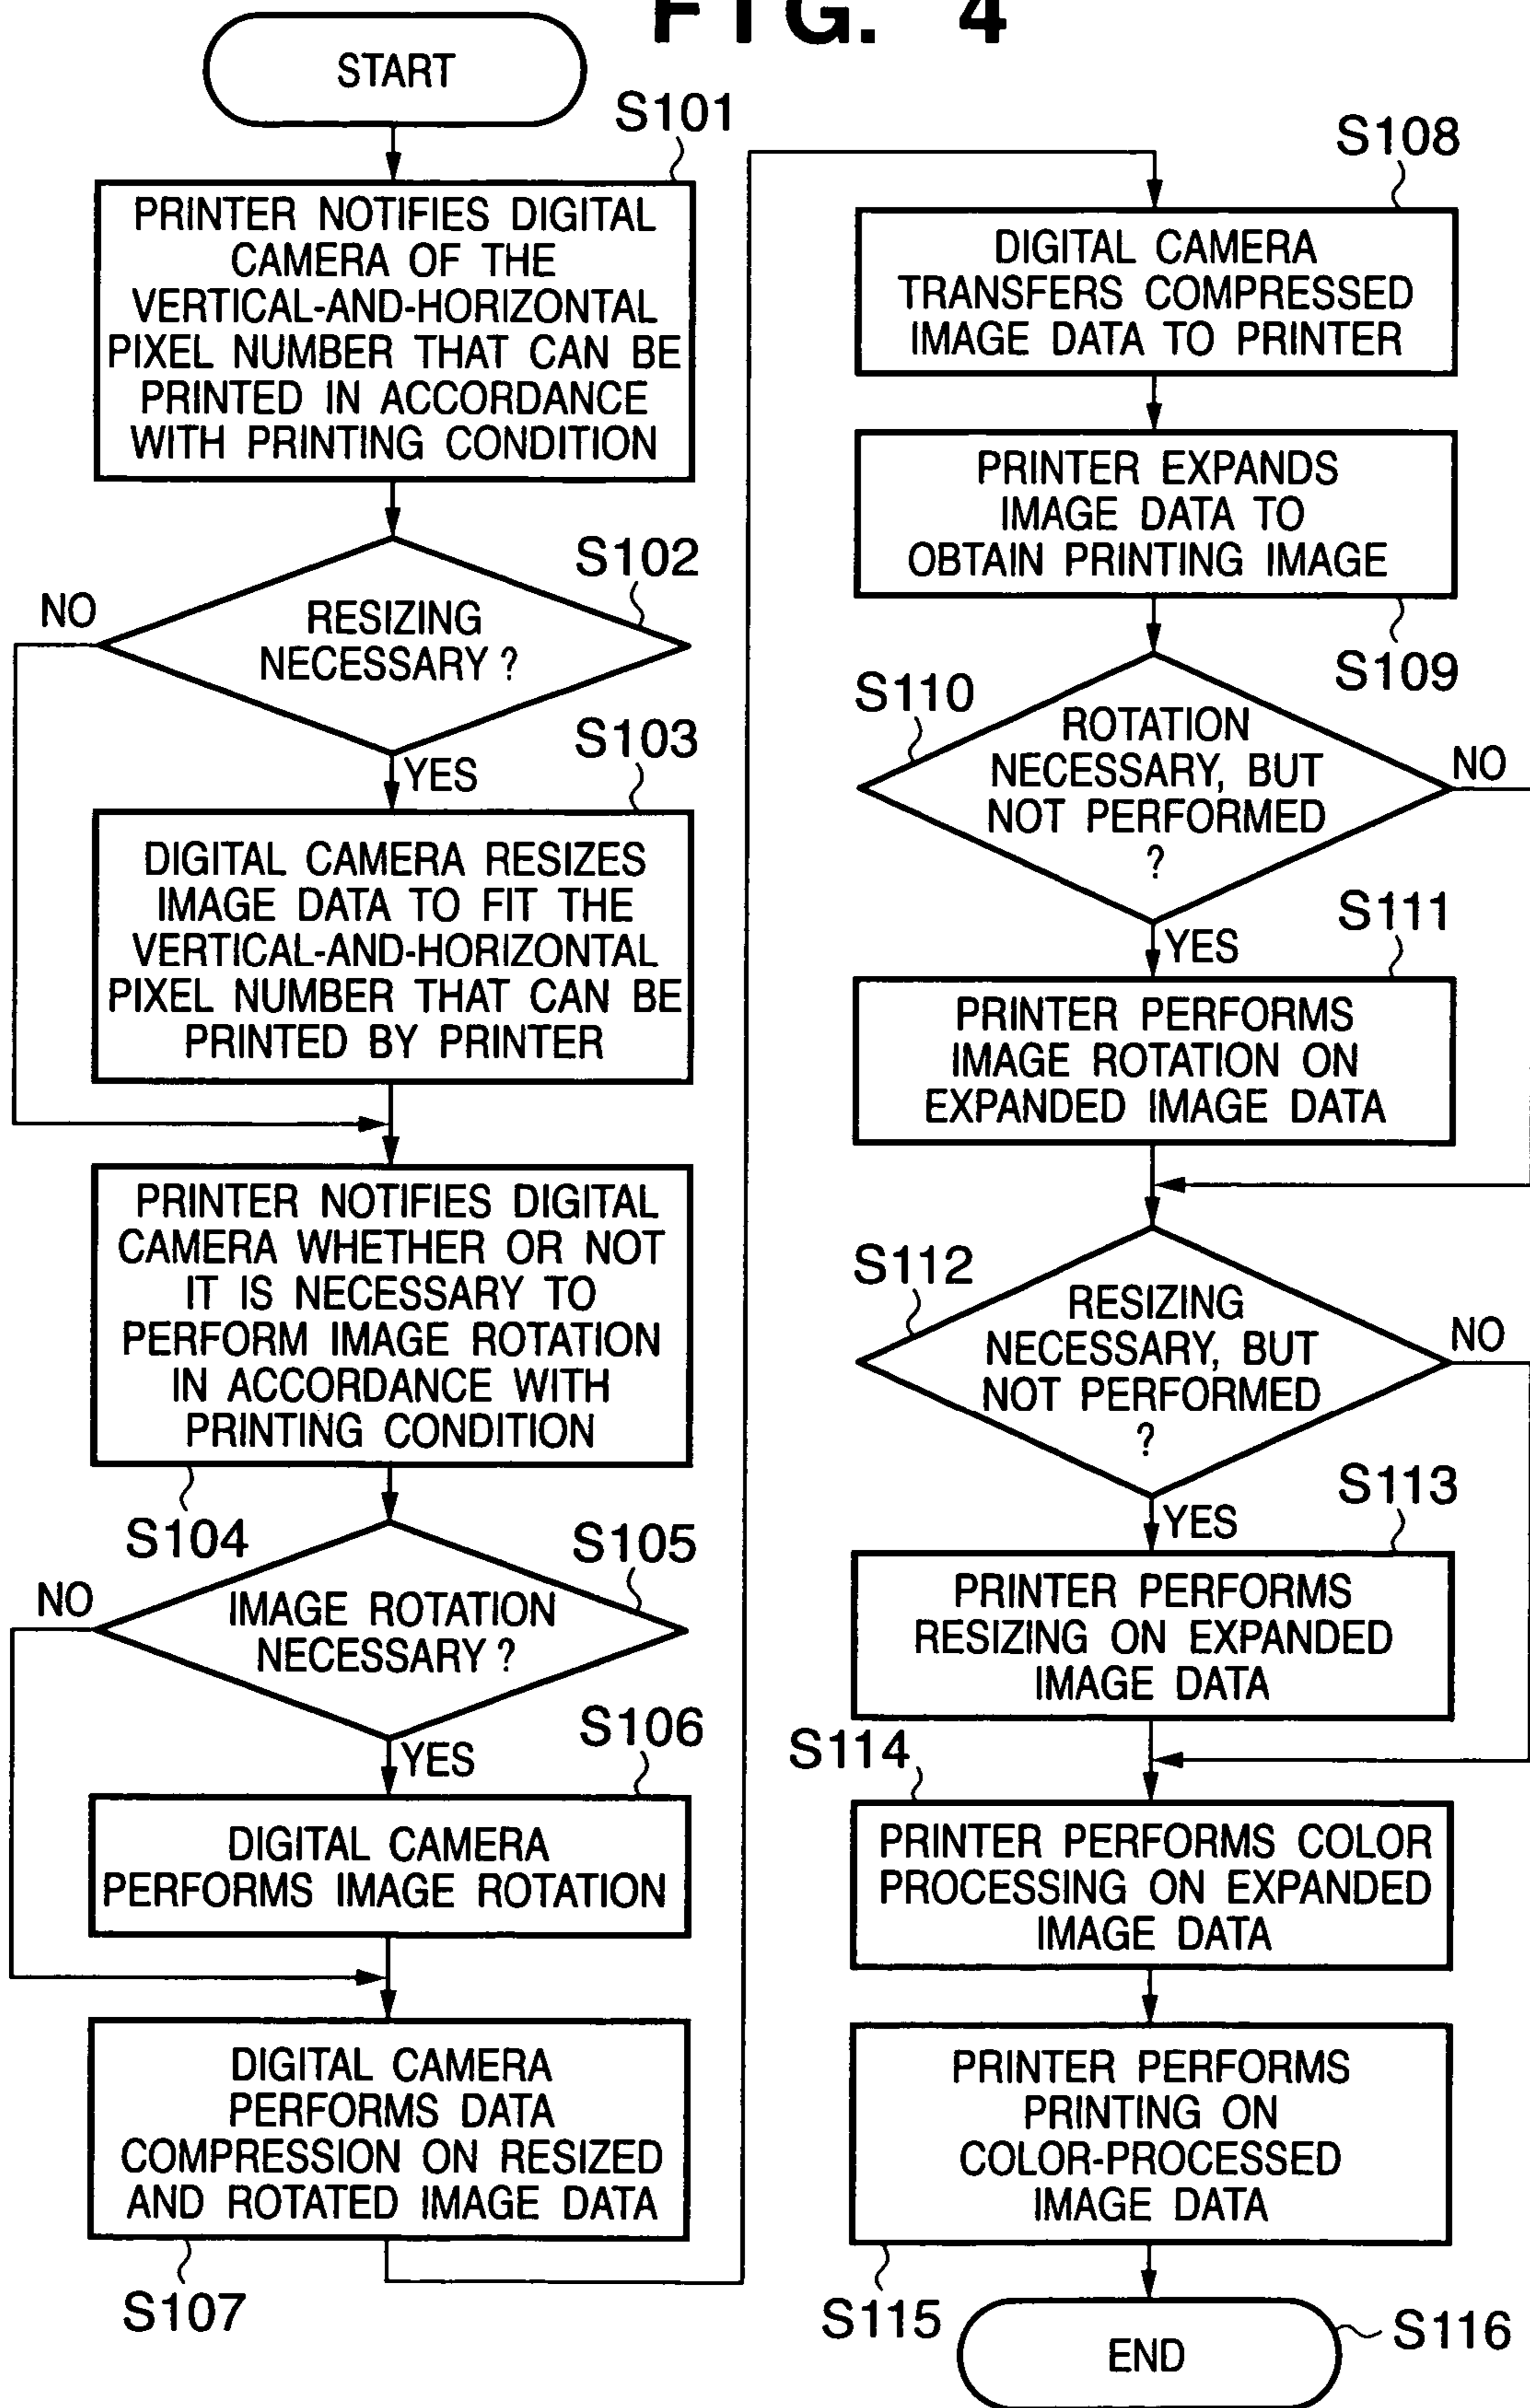 FIG. 4
START
S101
PRINTER NOTIFIES DIGITAL
CAMERA OF THE
VERTICAL-AND-HORIZONTAL
PIXEL NUMBER THAT CAN BE
PRINTED IN ACCORDANCE
WITH PRINTING CONDITION
S102
NO
RESIZING
NECESSARY ?
S103
YES
DIGITAL CAMERA RESIZES
IMAGE DATA TO FIT THE
VERTICAL-AND-HORIZONTAL
PIXEL NUMBER THAT CAN BE
PRINTED BY PRINTER
PRINTER NOTIFIES DIGITAL
CAMERA WHETHER OR NOT
IT IS NECESSARY TO
PERFORM IMAGE ROTATION
IN ACCORDANCE WITH
PRINTING CONDITION
S104
S105
NO
IMAGE ROTATION
NECESSARY ?
S106
YES
DIGITAL CAMERA
PERFORMS IMAGE ROTATION
DIGITAL CAMERA
PERFORMS DATA
COMPRESSION ON RESIZED
AND ROTATED IMAGE DATA
S107
S108
DIGITAL CAMERA
TRANSFERS COMPRESSED
IMAGE DATA TO PRINTER
PRINTER EXPANDS
IMAGE DATA TO
OBTAIN PRINTING IMAGE
S109
S110
ROTATION
NECESSARY, BUT
NOT PERFORMED
?
NO
S111
YES
PRINTER PERFORMS
IMAGE ROTATION ON
EXPANDED IMAGE DATA
S112
RESIZING
NECESSARY, BUT
NOT PERFORMED
?
NO
S113
YES
PRINTER PERFORMS
RESIZING ON EXPANDED
IMAGE DATA
S114
PRINTER PERFORMS COLOR
PROCESSING ON EXPANDED
IMAGE DATA
PRINTER PERFORMS
PRINTING ON
COLOR-PROCESSED
IMAGE DATA
S115
END
S116